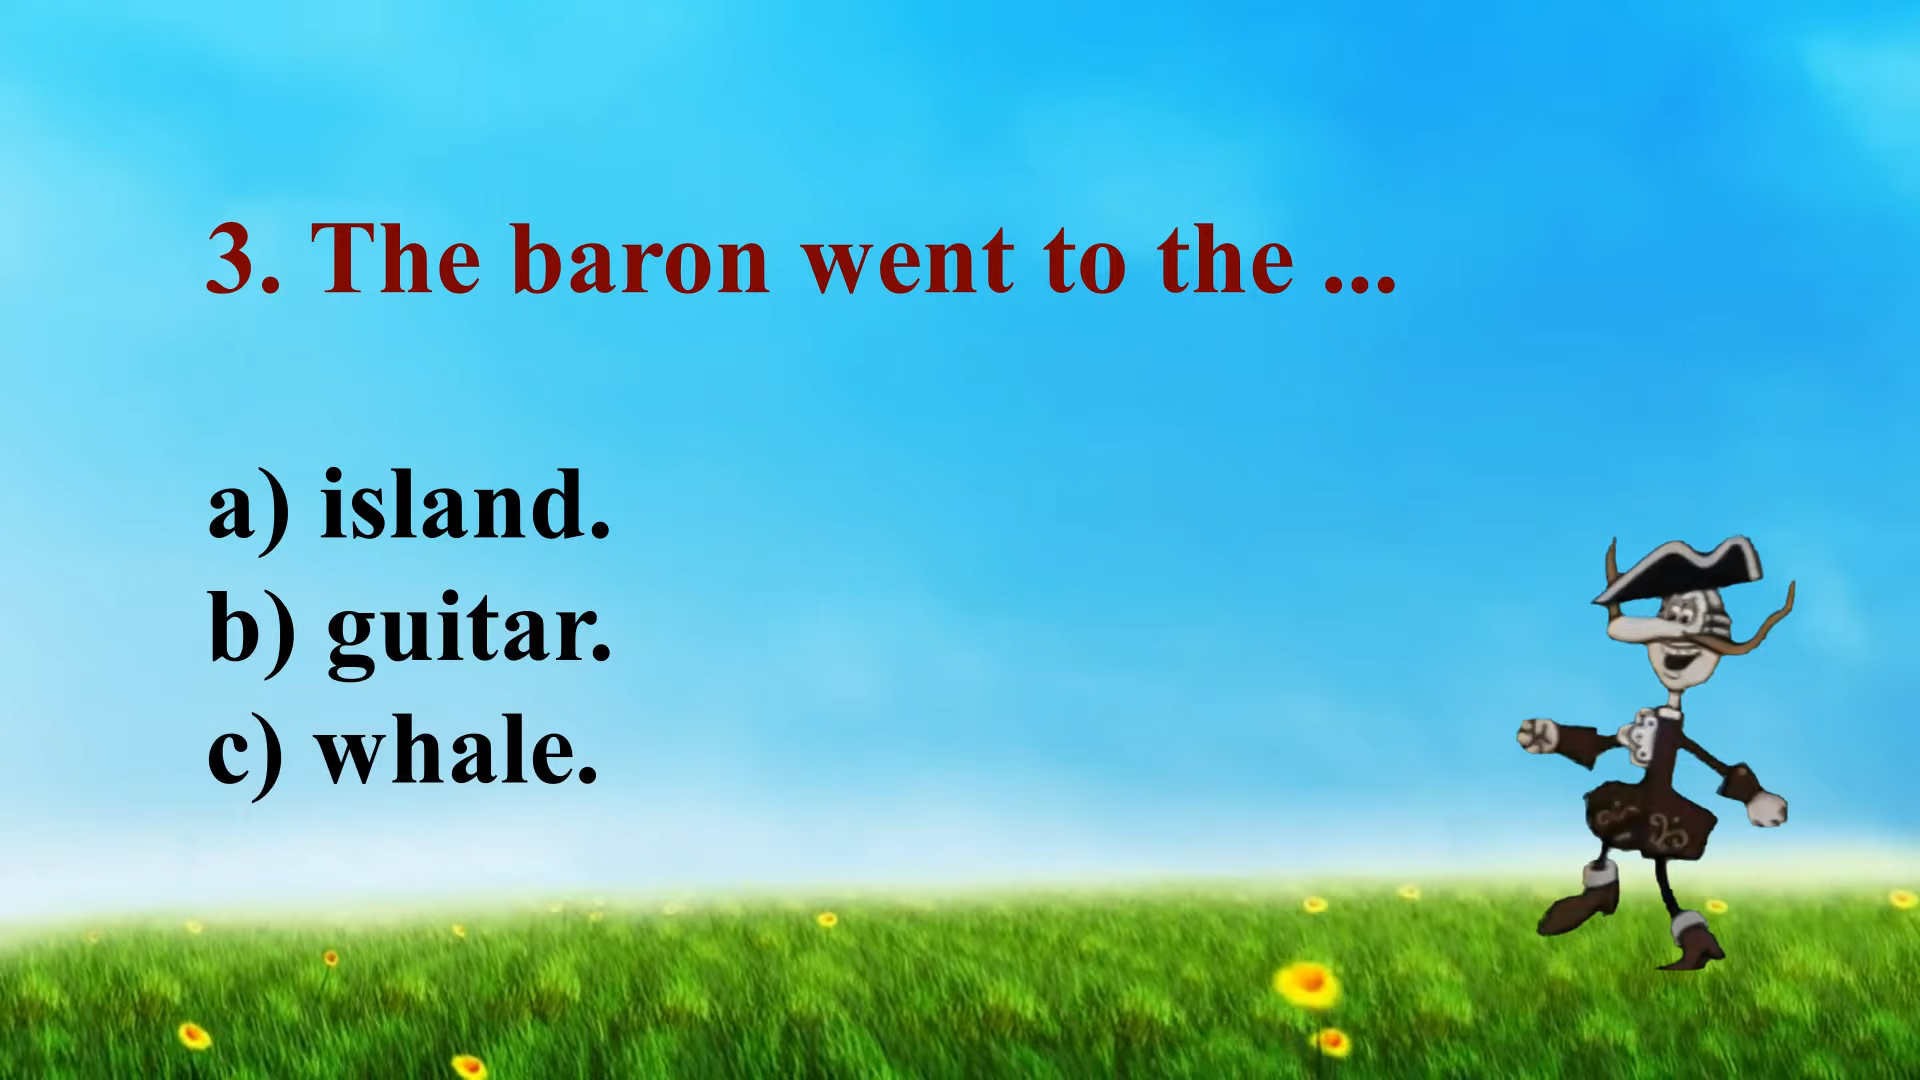 3. The baron went to the ...
a) island.
b) guitar.
c) whale.